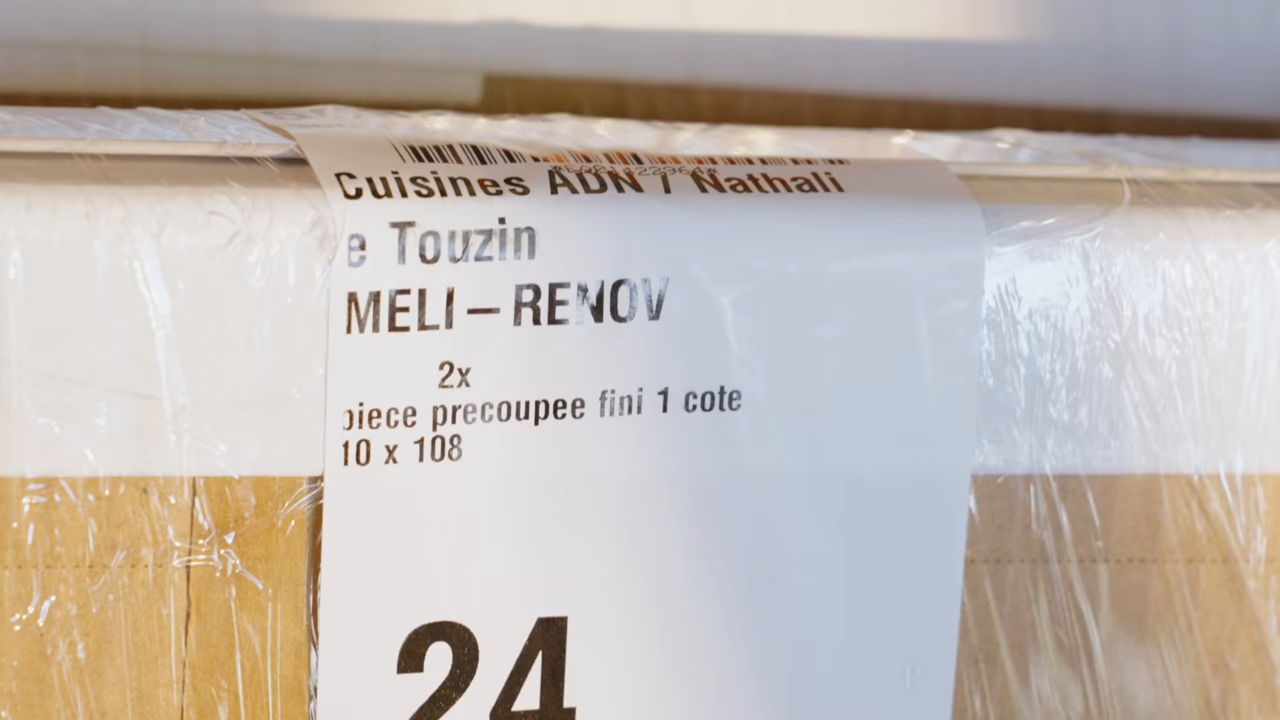 Cuisines ADN / Nathali
e Touzin
MELI – RENOV
2x
piece precoupee fini 1 cote
10 x 108
24